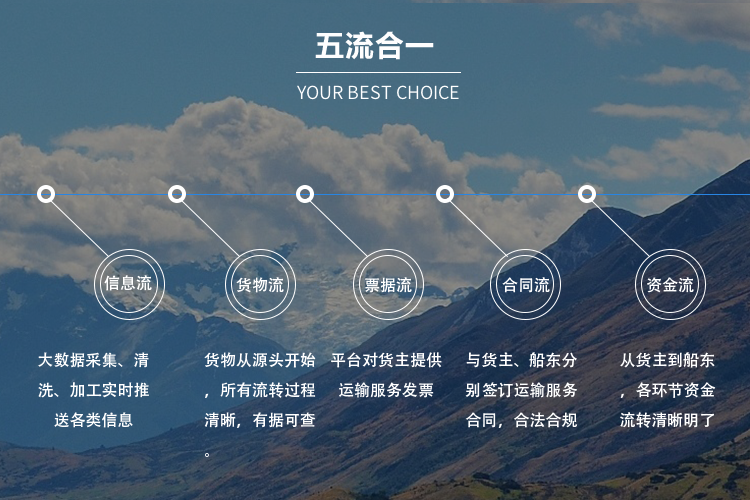 五流合一
YOUR BEST CHOICE
信息流
货物流
票据流
合同流
资金流
大数据采集、清
洗、加工实时推
送各类信息
货物从源头开始
，所有流转过程
清晰，有据可查
。
平台对货主提供
运输服务发票
与货主、船东分
别签订运输服务
合同，合法合规
从货主到船东
，各环节资金
流转清晰明了